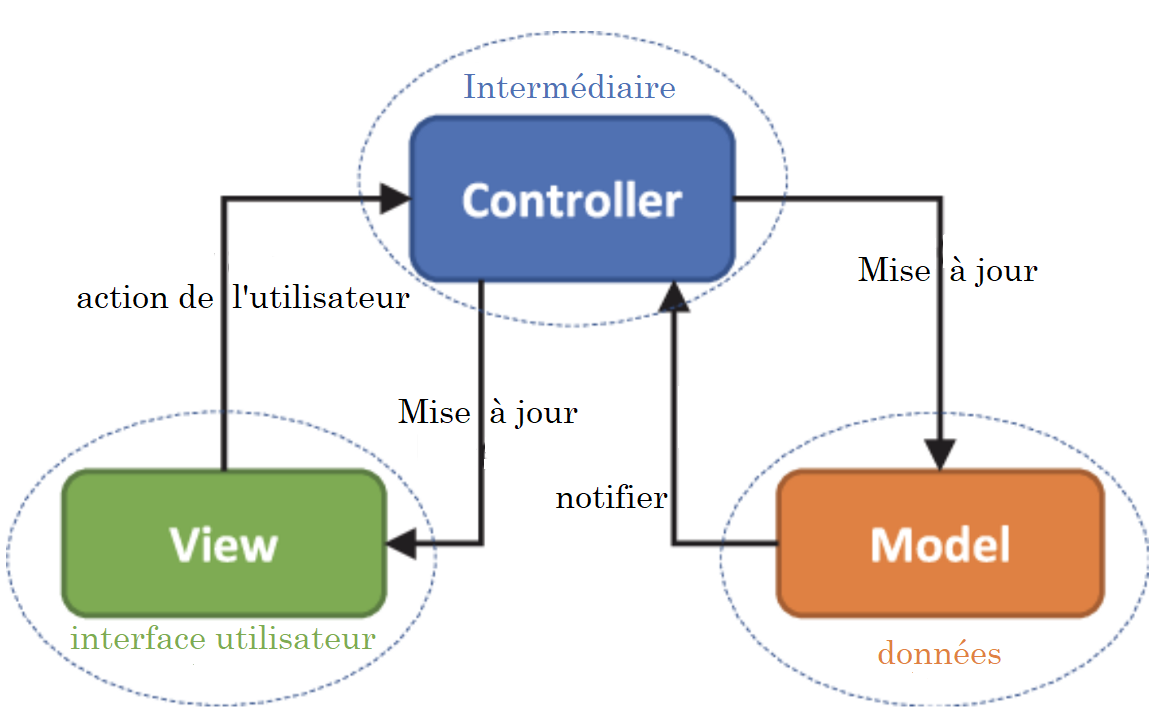 Intermédiaire
Controller
Mise à jour
action de l'utilisateur
Mise à jour
notifier
View
Model
interface utilisateur
données